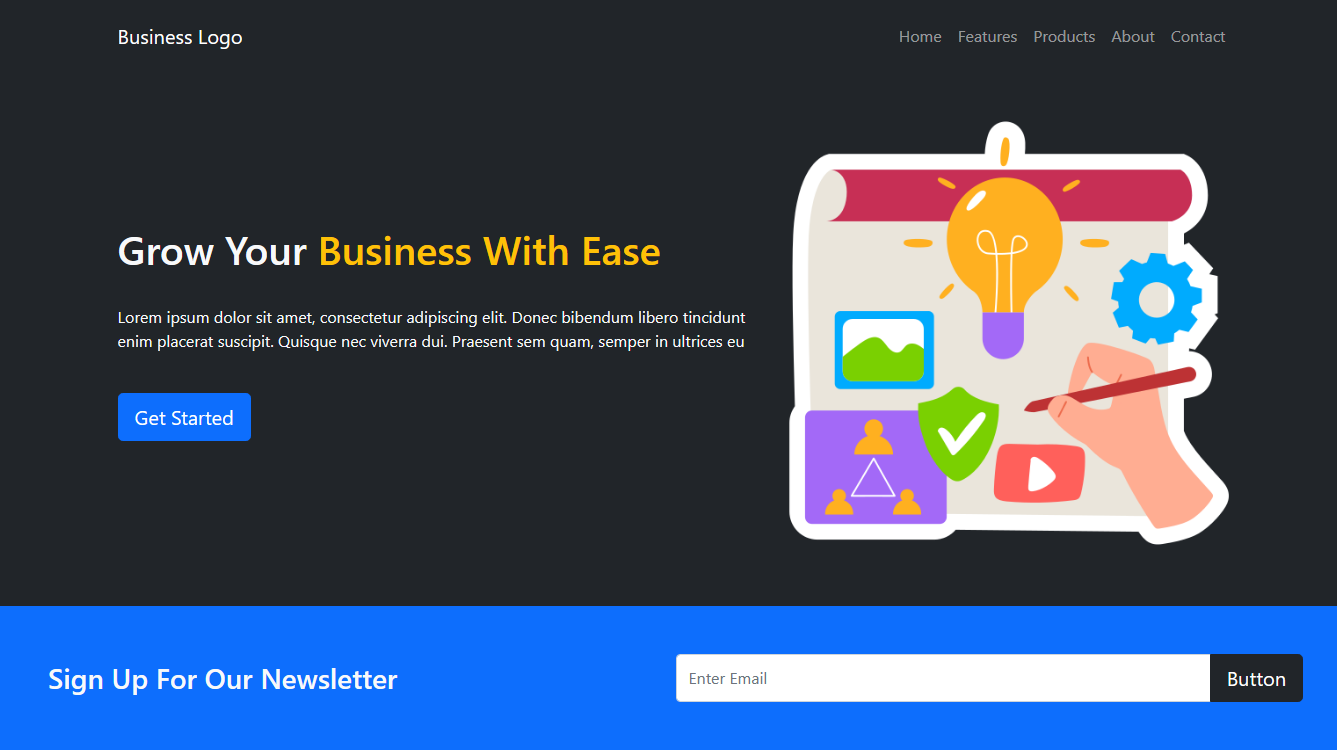 Business Logo
Home Features Products About Contact
Grow Your Business With Ease
Lorem ipsum dolor sit amet, consectetur adipiscing elit. Donec bibendum libero tincidunt
enim placerat suscipit. Quisque nec viverra dui. Praesent sem quam, semper in ultrices eu
Get Started
Sign Up For Our Newsletter
Enter Email
Button